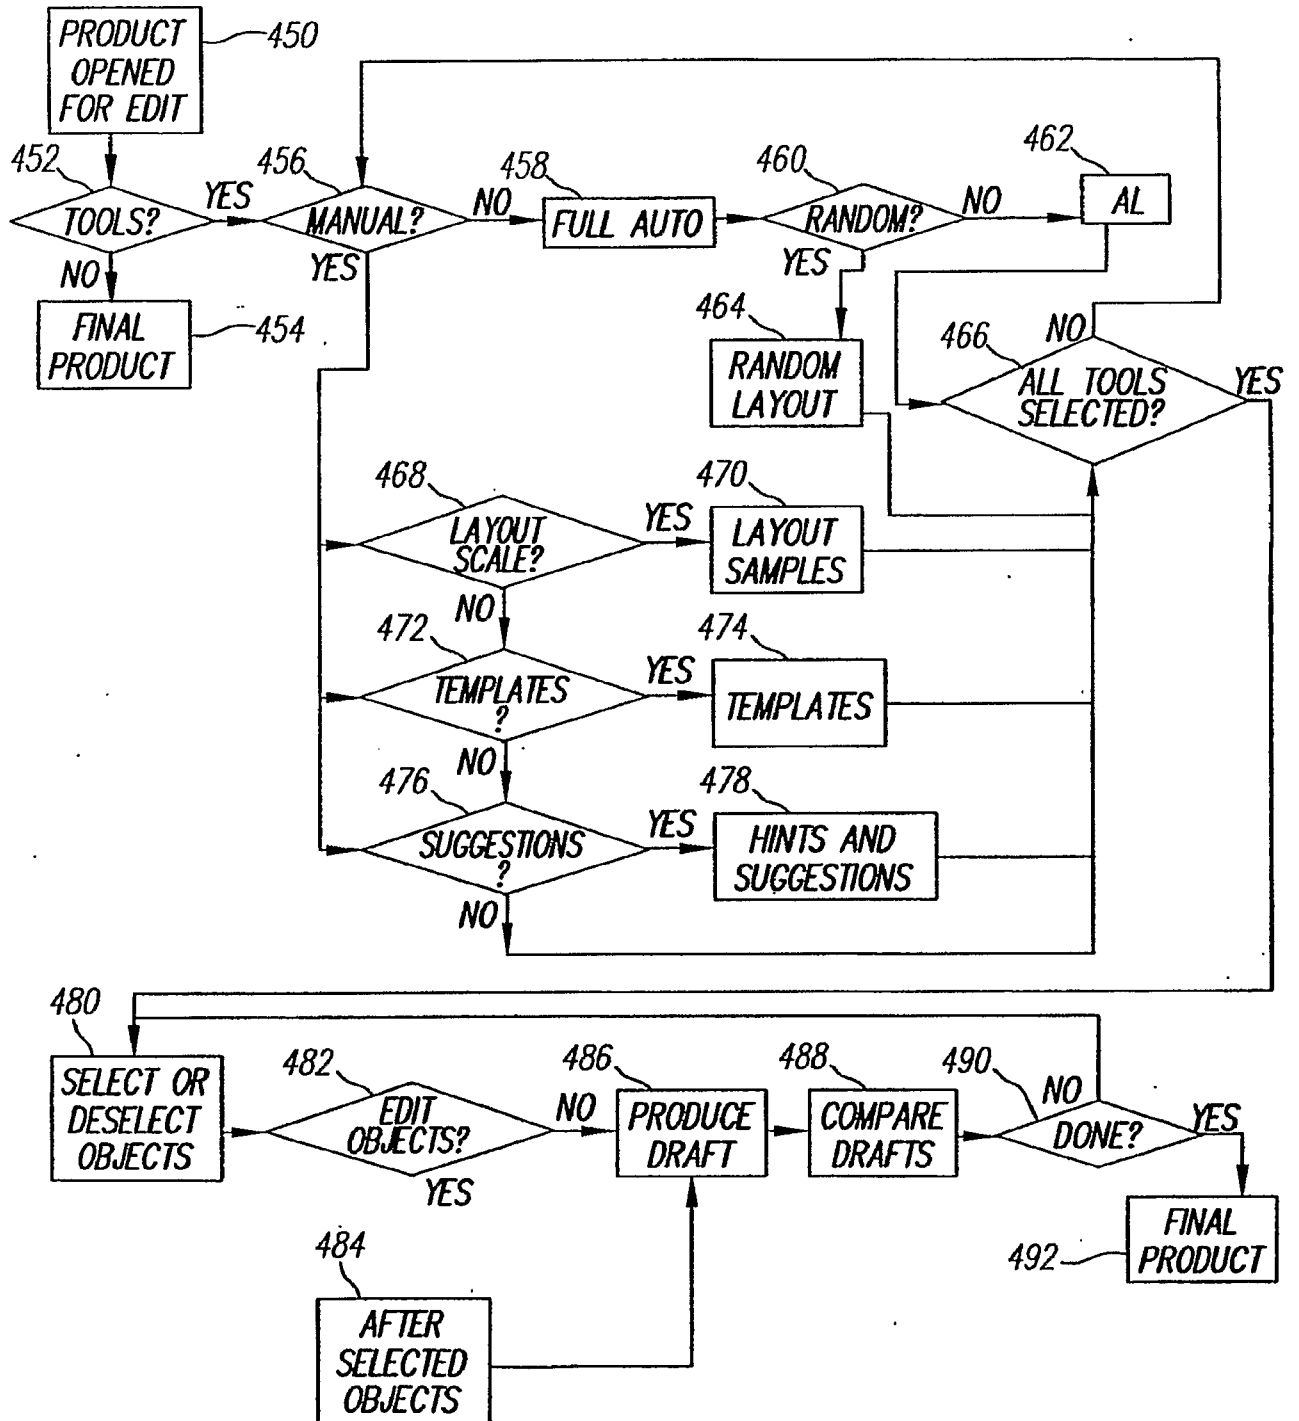 PRODUCT
OPENED
FOR EDIT
450
452
TOOLS?
YES
NO
FINAL
PRODUCT
454
456
MANUAL?
NO
YES
458
FULL AUTO
460
RANDOM?
NO
YES
462
AL
464
RANDOM
LAYOUT
466
ALL TOOLS
SELECTED?
NO
YES
468
LAYOUT
SCALE?
YES
NO
470
LAYOUT
SAMPLES
472
TEMPLATES
?
YES
NO
474
TEMPLATES
476
SUGGESTIONS
?
YES
NO
478
HINTS AND
SUGGESTIONS
480
SELECT OR
DESELECT
OBJECTS
482
EDIT
OBJECTS?
NO
YES
484
AFTER
SELECTED
OBJECTS
486
PRODUCE
DRAFT
488
COMPARE
DRAFTS
490
DONE?
NO
YES
FINAL
PRODUCT
492